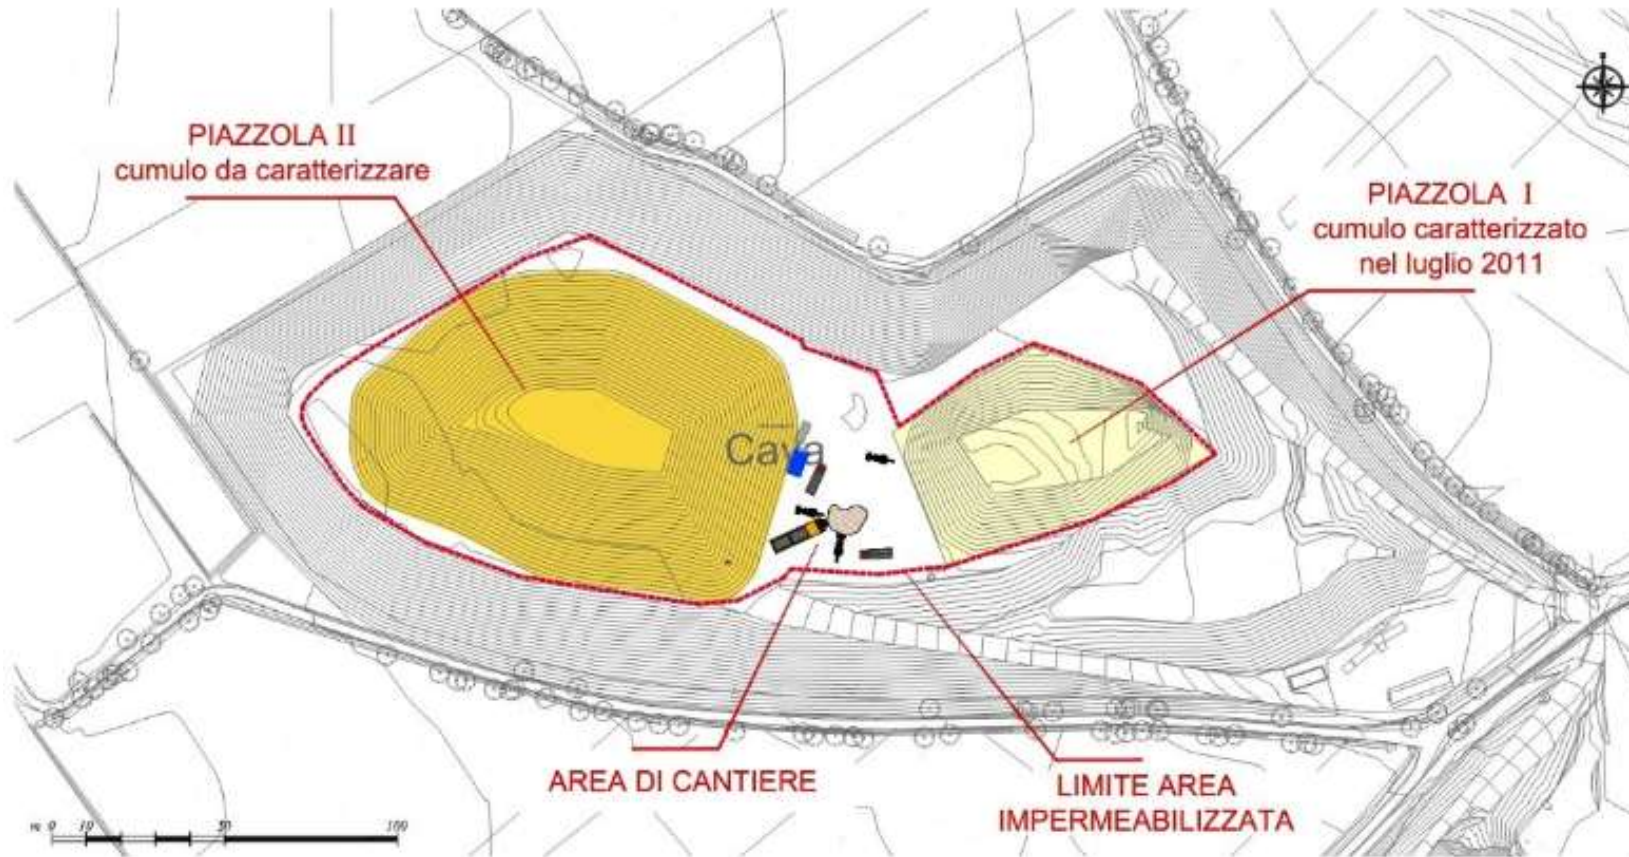 PIAZZOLA II
cumulo da caratterizzare
PIAZZOLA I
cumulo caratterizzato
nel luglio 2011
Cava
AREA DI CANTIERE
LIMITE AREA
IMPERMEABILIZZATA
m 0 10 50 100